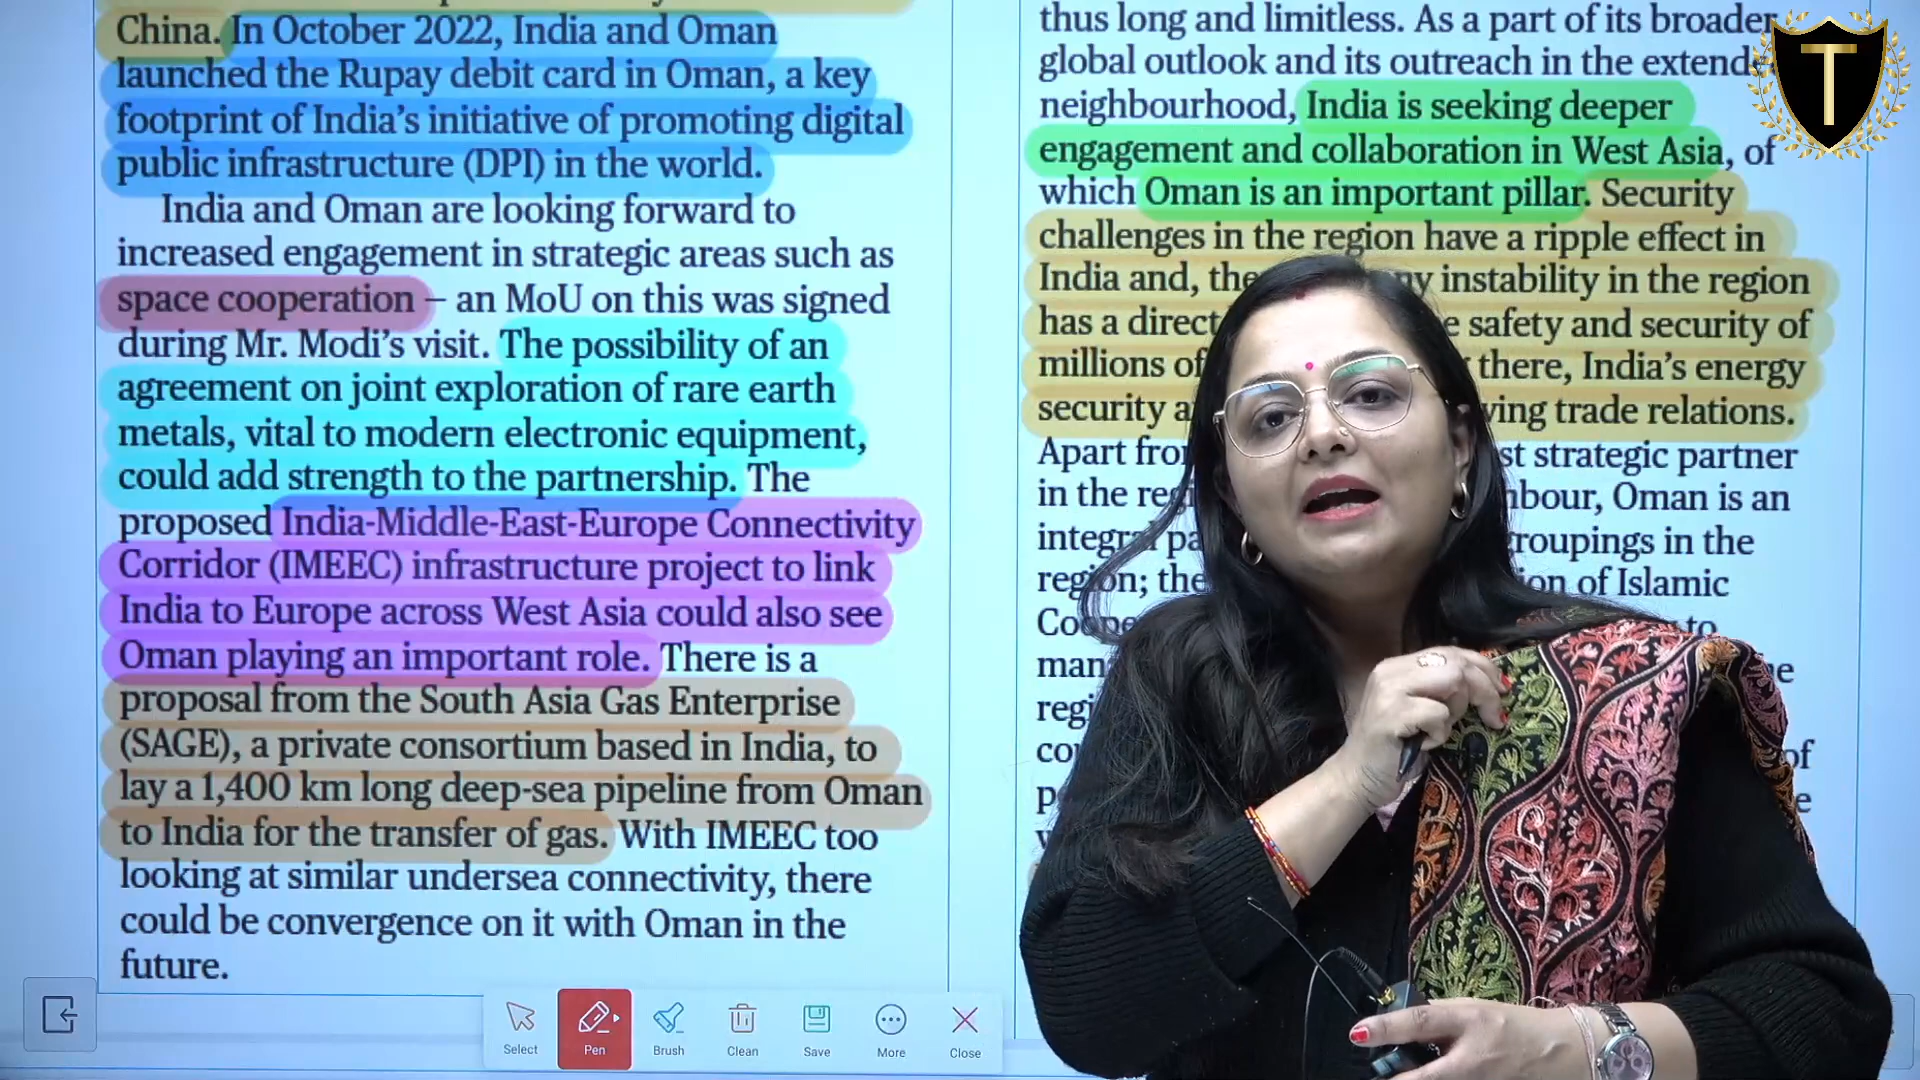 China. In October 2022, India and Oman
launched the Rupay debit card in Oman, a key
footprint of India’s initiative of promoting digital
public infrastructure (DPI) in the world.
India and Oman are looking forward to
increased engagement in strategic areas such as
space cooperation – an MoU on this was signed
during Mr. Modi’s visit. The possibility of an
agreement on joint exploration of rare earth
metals, vital to modern electronic equipment,
could add strength to the partnership. The
proposed India-Middle-East-Europe Connectivity
Corridor (IMEEC) infrastructure project to link
India to Europe across West Asia could also see
Oman playing an important role. There is a
proposal from the South Asia Gas Enterprise
(SAGE), a private consortium based in India, to
lay a 1,400 km long deep-sea pipeline from Oman
to India for the transfer of gas. With IMEEC too
looking at similar undersea connectivity, there
could be convergence on it with Oman in the
future.
thus long and limitless. As a part of its broader
global outlook and its outreach in the
neighbourhood, India is seeking deeper
engagement and collaboration in West Asia, of
which Oman is an important pillar. Security
challenges in the region have a ripple effect in
India and, instability in the region
has a direct safety and security of
millions of there, India’s energy
security trade relations.
Apart strategic partner
in the Oman is an
in the
region; of Islamic
to
of
T
Select
Pen
Brush
Clean
Save
More
Close